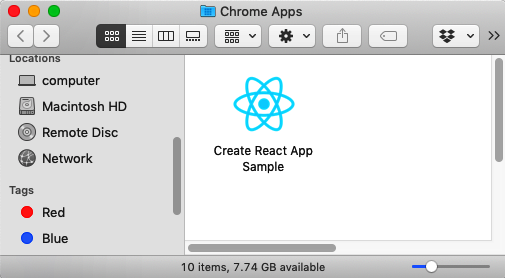 Chrome Apps
Locations
computer
Macintosh HD
Remote Disc
Network
Tags
Red
Blue
Create React App
Sample
10 items, 7.74 GB available